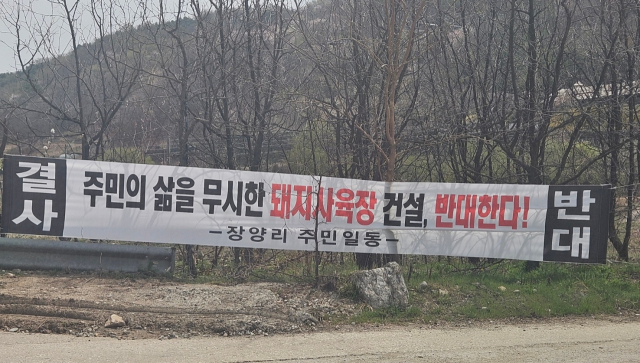 결사
주민의 삶을 무시한 돼지사육장 건설, 반대한다!
-장양리 주민일동-
반대